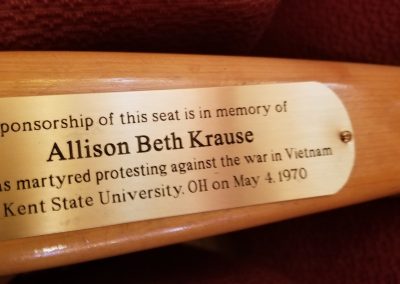 ponsorship of this seat is in memory of
Allison Beth Krause
s martyred protesting against the war in Vietnam
Kent State University, OH on May 4, 1970